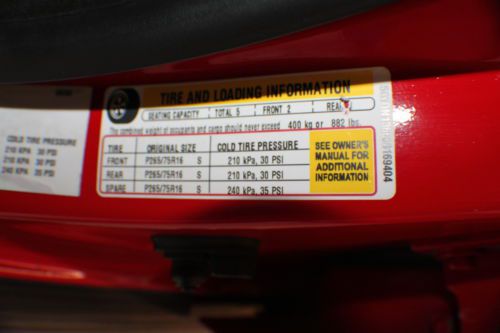 COLD TIRE PRESSURE
210 KPA 30 PSI
210 KPA 30 PSI
240 KPA 35 PSI
TIRE AND LOADING INFORMATION
SEATING CAPACITY TOTAL 5 FRONT 2
The combined weight of occupants and cargo should never exceed 400 kg or 882 lbs.
TIRE ORIGINAL SIZE COLD TIRE PRESSURE
FRONT P265/75R16 S 210 kPa, 30 PSI
REAR P265/75R16 S 210 kPa, 30 PSI
SPARE P265/75R16 S 240 kPa, 35 PSI
SEE OWNER'S
MANUAL FOR
ADDITIONAL
INFORMATION